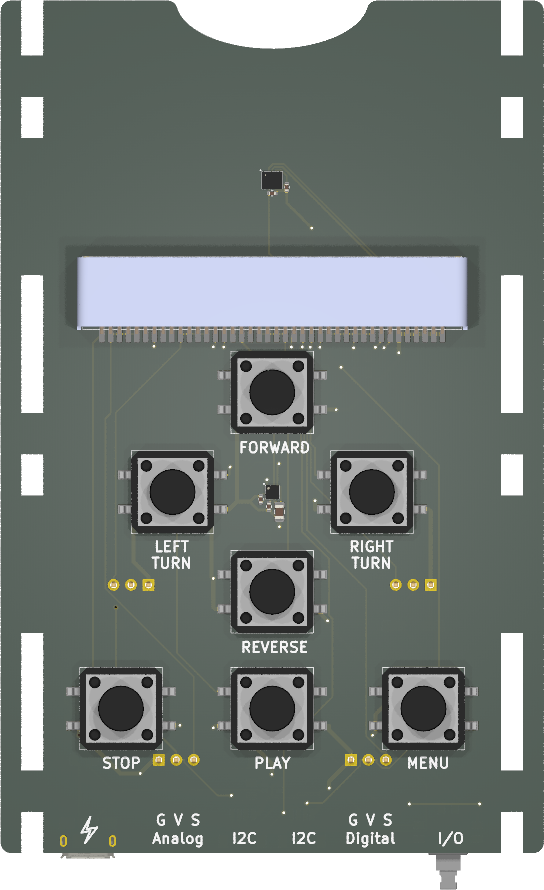 FORWARD
LEFT
TURN
RIGHT
TURN
REVERSE
STOP
PLAY
MENU
G V S
Analog
I2C
I2C
G V S
Digital
I/O